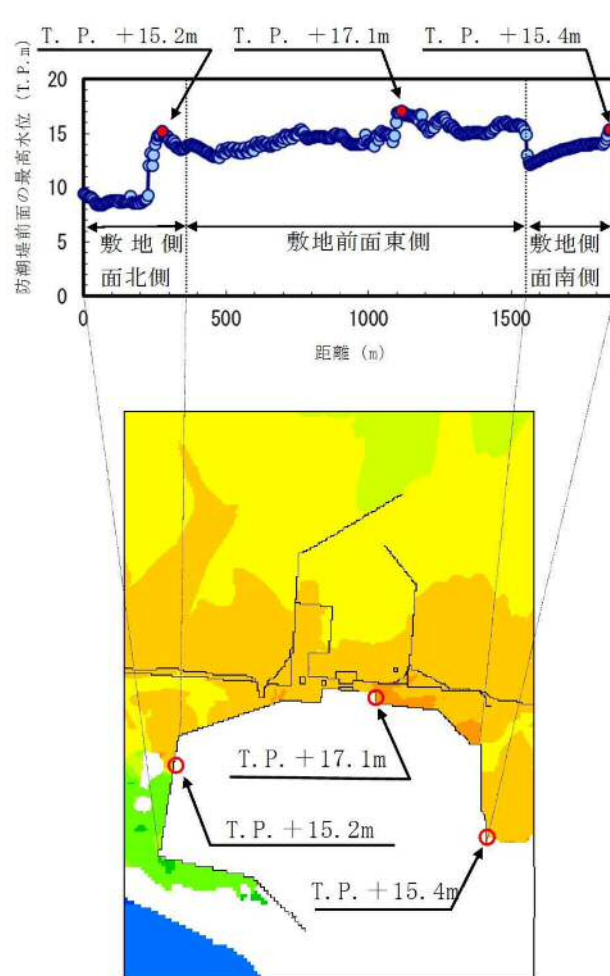 T. P. +15.2m
T. P. +17.1m
T. P. +15.4m
防潮堤前面の最高水位 (T.P.m)
20
15
10
5
0
敷地側
面北側
敷地前面東側
敷地側
面南側
0
500
1000
1500
距離 (m)
T. P. +17.1m
T. P. +15.2m
T. P. +15.4m